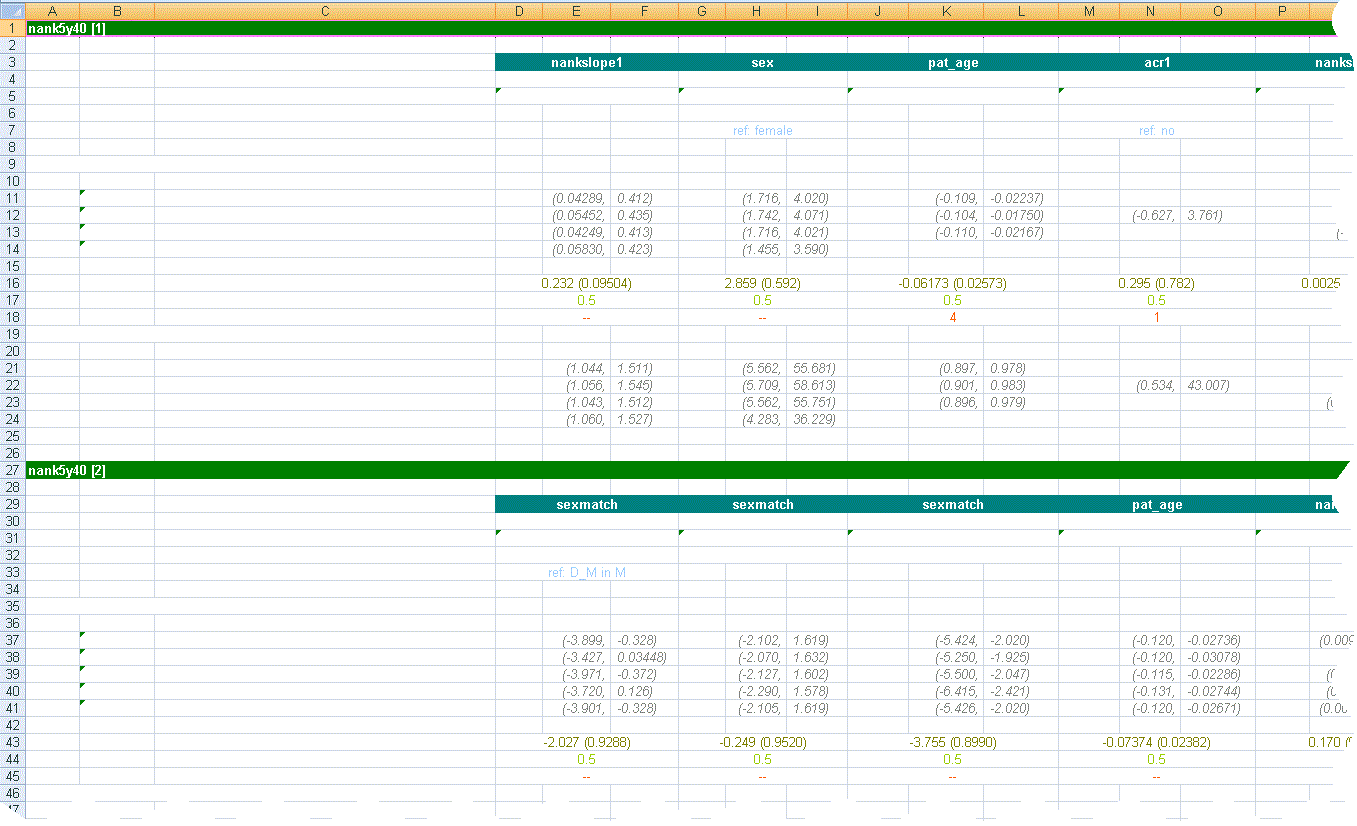 A B C D E F G H I J K L M N O P
1 nank5y40 [1]
2
3 nankslope1 sex pat_age acr1
4
5
6
7 ref: female ref: no
8
9
10
11 (0.04289, 0.412) (1.716, 4.020) (-0.109, -0.02237)
12 (0.05452, 0.435) (1.742, 4.071) (-0.104, -0.01750) (-0.627, 3.761)
13 (0.04249, 0.413) (1.716, 4.021) (-0.110, -0.02167) (-
14 (0.05830, 0.423) (1.455, 3.590)
15
16 0.232 (0.09504) 2.859 (0.592) -0.06173 (0.02573) 0.295 (0.782) 0.0025
17 0.5 0.5 0.5 0.5
18 -- -- 4 1
19
20
21 (1.044, 1.511) (5.562, 55.681) (0.897, 0.978)
22 (1.056, 1.545) (5.709, 58.613) (0.901, 0.983) (0.534, 43.007)
23 (1.043, 1.512) (5.562, 55.751) (0.896, 0.979)
24 (1.060, 1.527) (4.283, 36.229)
25
26
27 nank5y40 [2]
28
29 sexmatch sexmatch sexmatch pat_age
30
31
32
33 ref: D_M in M
34
35
36
37 (-3.899, -0.328) (-2.102, 1.619) (-5.424, -2.020) (-0.120, -0.02736) (0.009
38 (-3.427, 0.03448) (-2.070, 1.632) (-5.250, -1.925) (-0.120, -0.03078)
39 (-3.971, -0.372) (-2.127, 1.602) (-5.500, -2.047) (-0.115, -0.02286)
40 (-3.720, 0.126) (-2.290, 1.578) (-6.415, -2.421) (-0.131, -0.02744)
41 (-3.901, -0.328) (-2.105, 1.619) (-5.426, -2.020) (-0.120, -0.02671)
42
43 -2.027 (0.9288) -0.249 (0.9520) -3.755 (0.8990) -0.07374 (0.02382) 0.170
44 0.5 0.5 0.5 0.5
45 -- -- -- --
46